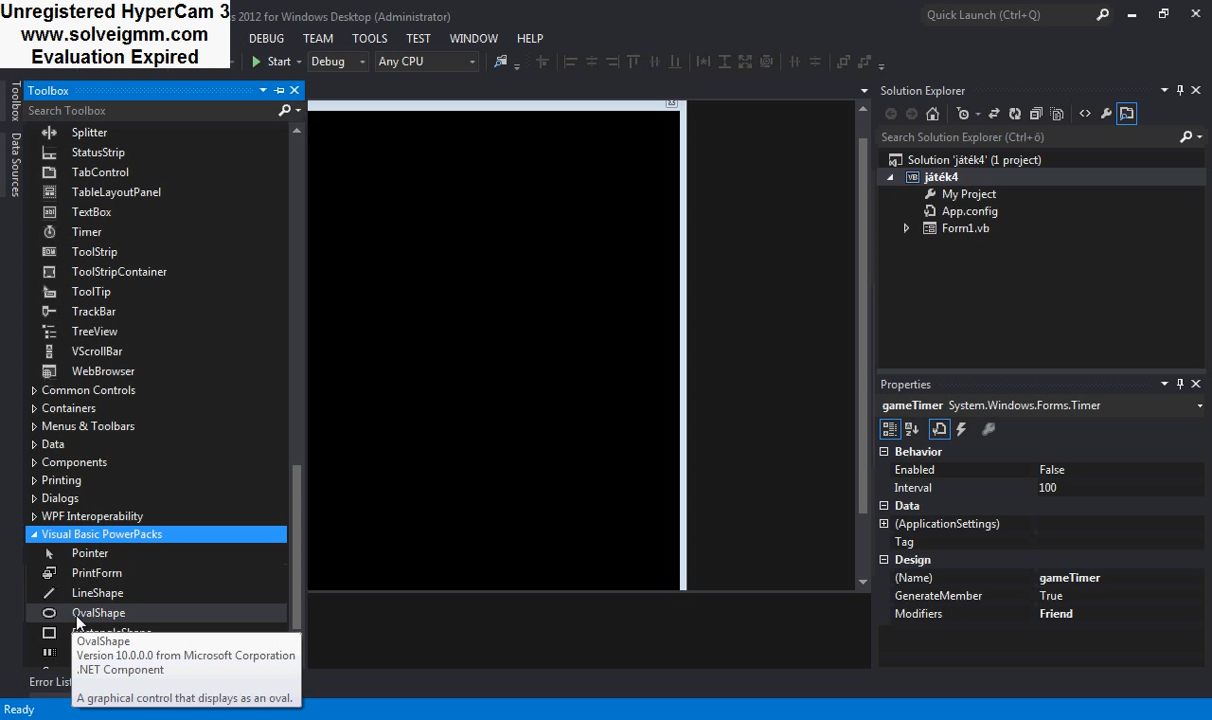 Unregistered HyperCam 3
www.solveigmm.com
Evaluation Expired
2012 for Windows Desktop (Administrator)
Quick Launch (Ctrl+Q)
DEBUG TEAM TOOLS TEST WINDOW HELP
Start Debug Any CPU
Toolbox
Data Sources
Toolbox
Search Toolbox
Splitter
StatusStrip
TabControl
TableLayoutPanel
TextBox
Timer
ToolStrip
ToolStripContainer
ToolTip
TrackBar
TreeView
VScrollBar
WebBrowser
Common Controls
Containers
Menus & Toolbars
Data
Components
Printing
Dialogs
WPF Interoperability
Visual Basic PowerPacks
Pointer
PrintForm
LineShape
OvalShape
OvalShape
Version 10.0.0.0 from Microsoft Corporation
.NET Component
A graphical control that displays as an oval.
Error List
Ready
Solution Explorer
Search Solution Explorer (Ctrl+ő)
Solution 'játék4' (1 project)
VB játék4
My Project
App.config
Form1.vb
Properties
gameTimer System.Windows.Forms.Timer
Behavior
Enabled False
Interval 100
Data
(ApplicationSettings)
Tag
Design
(Name) gameTimer
GenerateMember True
Modifiers Friend